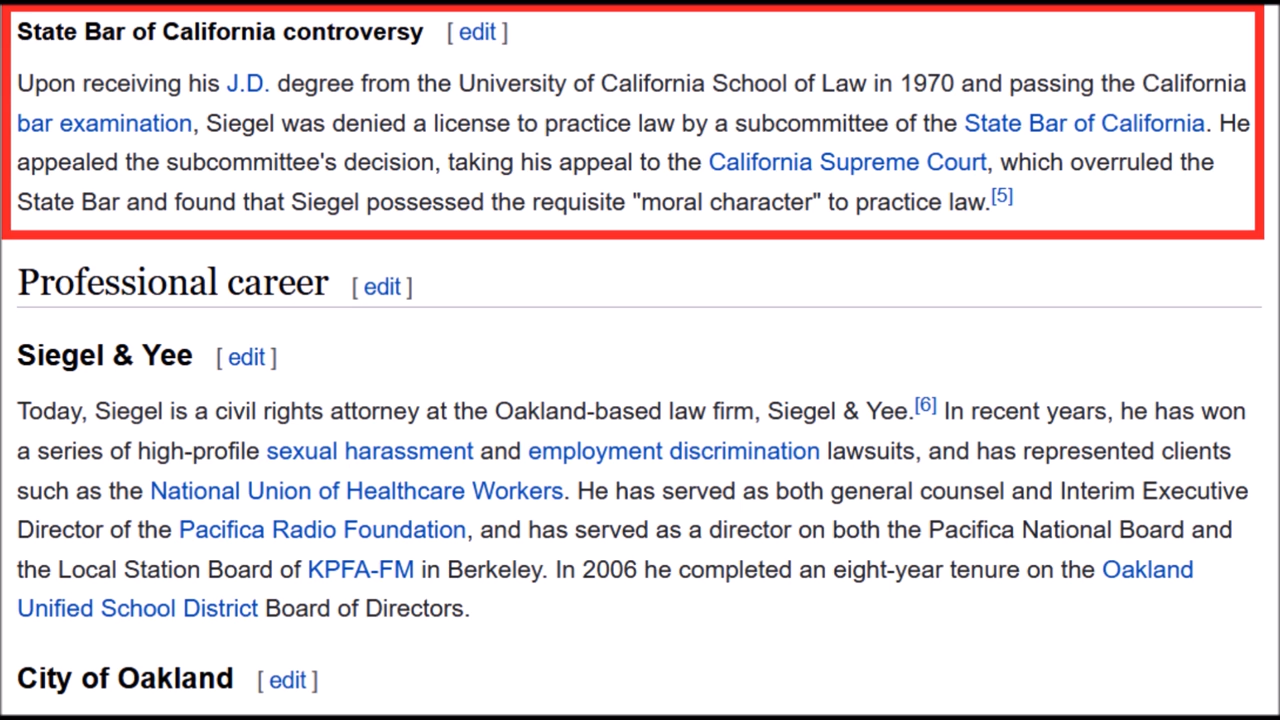 State Bar of California controversy [ edit ]
Upon receiving his J.D. degree from the University of California School of Law in 1970 and passing the California
bar examination, Siegel was denied a license to practice law by a subcommittee of the State Bar of California. He
appealed the subcommittee's decision, taking his appeal to the California Supreme Court, which overruled the
State Bar and found that Siegel possessed the requisite "moral character" to practice law.[5]
Professional career [ edit ]
Siegel & Yee [ edit ]
Today, Siegel is a civil rights attorney at the Oakland-based law firm, Siegel & Yee.[6] In recent years, he has won
a series of high-profile sexual harassment and employment discrimination lawsuits, and has represented clients
such as the National Union of Healthcare Workers. He has served as both general counsel and Interim Executive
Director of the Pacifica Radio Foundation, and has served as a director on both the Pacifica National Board and
the Local Station Board of KPFA-FM in Berkeley. In 2006 he completed an eight-year tenure on the Oakland
Unified School District Board of Directors.
City of Oakland [ edit ]